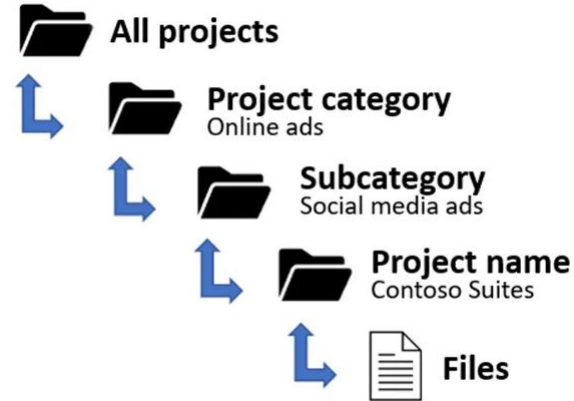 All projects
Project category
Online ads
Subcategory
Social media ads
Project name
Contoso Suites
Files